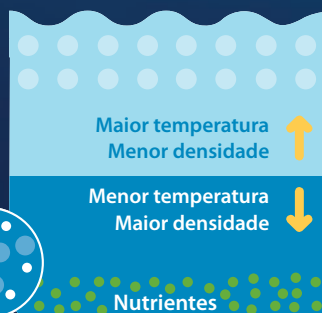 Maior temperatura
Menor densidade
Menor temperatura
Maior densidade
Nutrientes